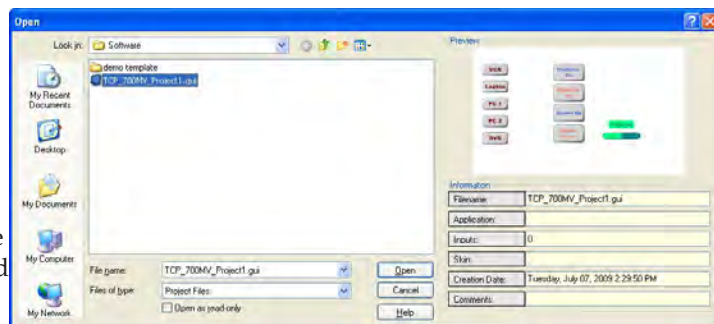 Open
Look in:
Software
demo template
TCP_700MV_Project1.gui
My Recent
Documents
Desktop
My Documents
My Computer
My Network
File name:
TCP_700MV_Project1.gui
Open
Files of type:
Project Files
Cancel
Open as read-only
Help
Preview
VCR
Laptop
PC 1
PC 2
DVD
Information
Filename:
TCP_700MV_Project1.gui
Application:
Inputs:
0
Skin:
Creation Date:
Tuesday, July 07, 2009 2:29:50 PM
Comments:
e
d